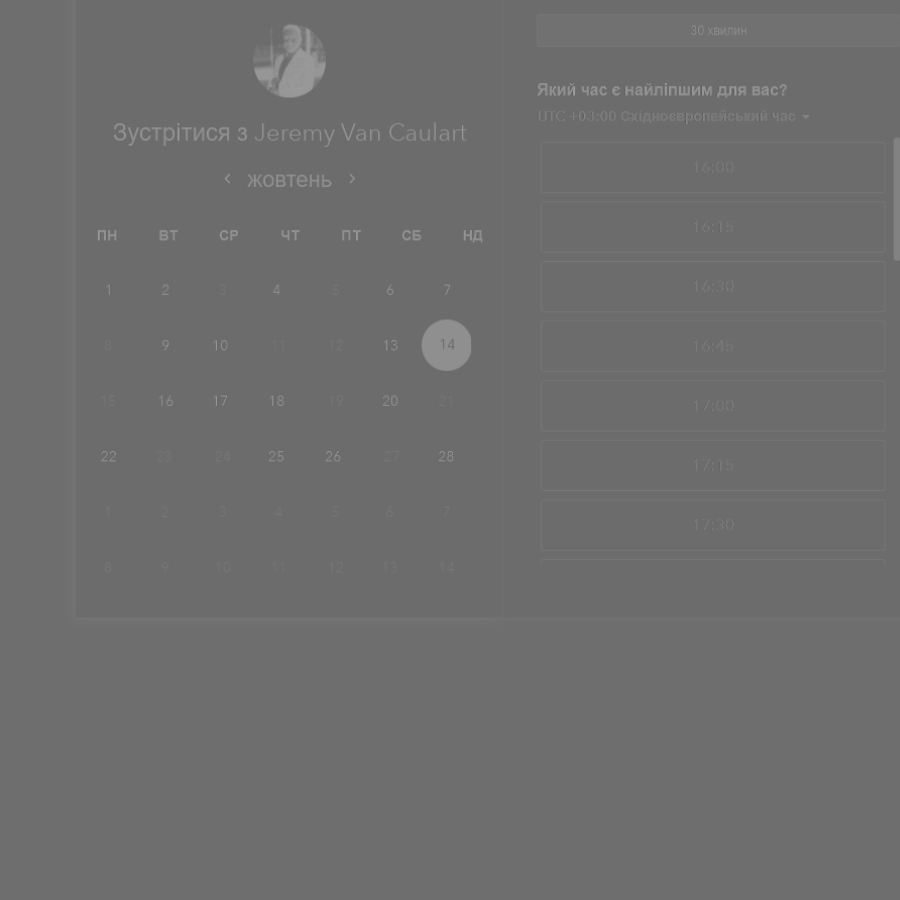 Зустрітися з Jeremy Van Caulart
жовтень
ПН ВТ СР ЧТ ПТ СБ НД
1 2 3 4 5 6 7
8 9 10 11 12 13 14
15 16 17 18 19 20 21
22 23 24 25 26 27 28
1 2 3 4 5 6 7
8 9 10 11 12 13 14
30 хвилин
Який час є найліпшим для вас?
UTC +03:00 Східноєвропейський час
16:00
16:15
16:30
16:45
17:00
17:15
17:30